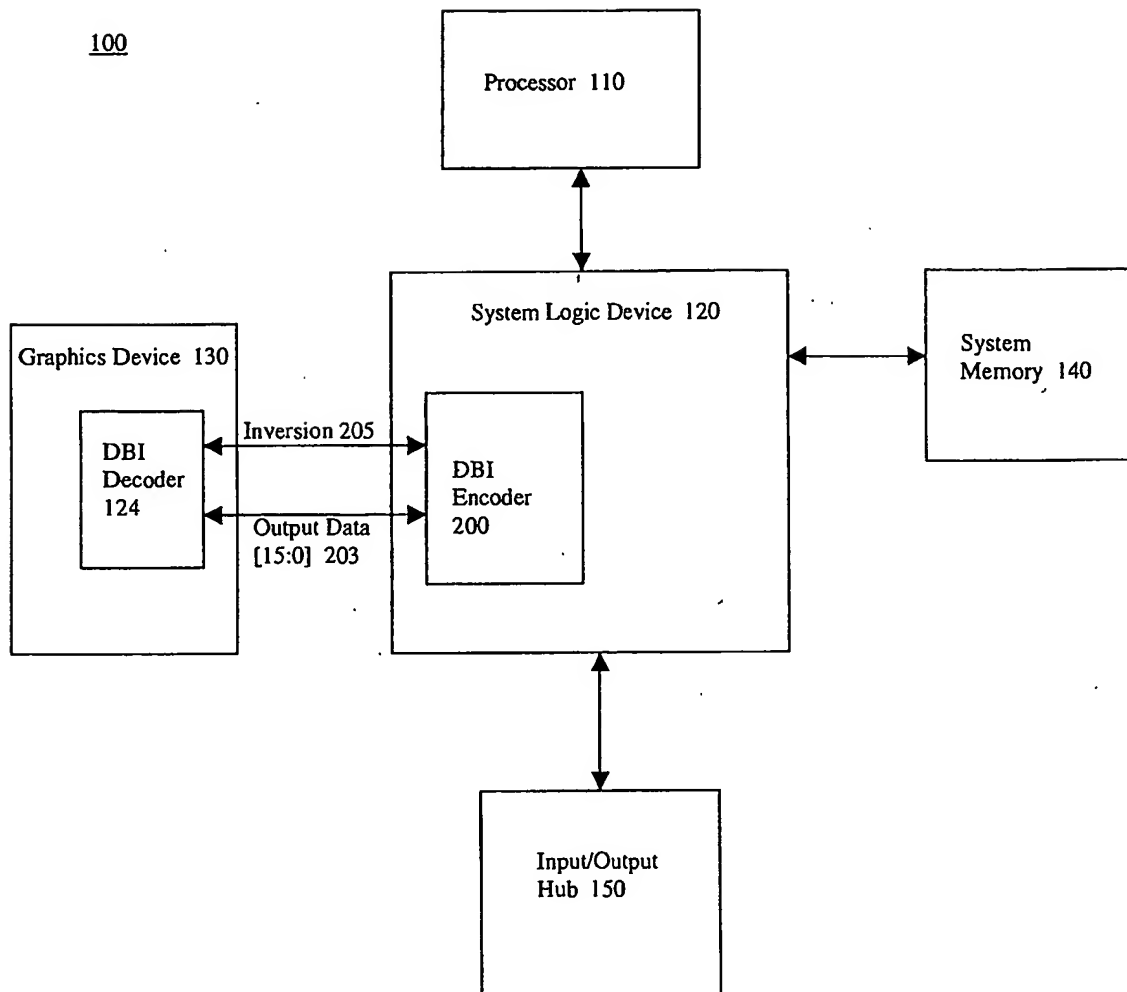 100
Processor 110
System Logic Device 120
System
Memory 140
Graphics Device 130
DBI
Decoder
124
Inversion 205
Output Data
[15:0] 203
DBI
Encoder
200
Input/Output
Hub 150